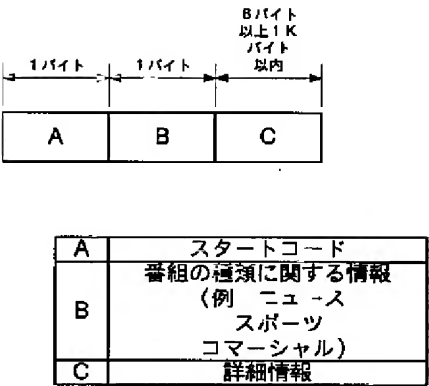 8バイト
以上1K
バイト
以内
1バイト 1バイト
A B C
A スタートコード
番組の種類に関する情報
(例 ニュース
B
スポーツ
コマーシャル)
C 詳細情報